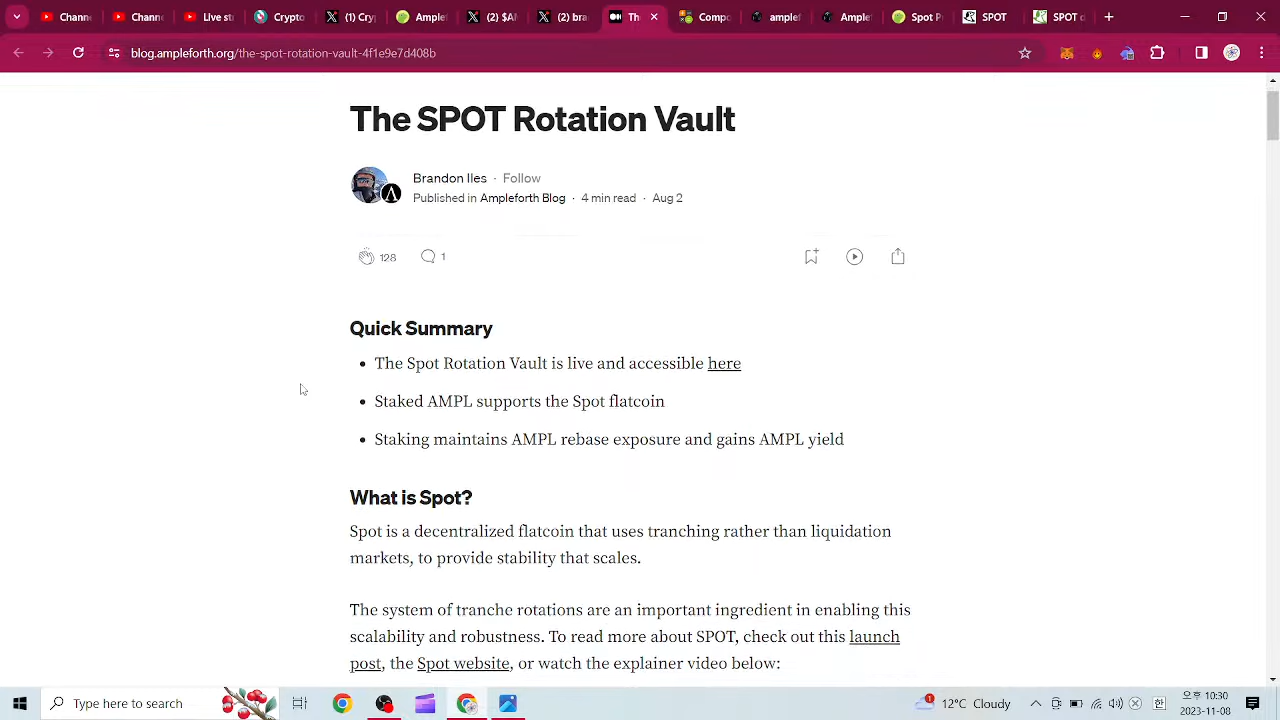 Chann
Chann
Live st
Crypto
(1) Cry
Ample
(2) $A
(2) bra
Th
Compo
amplef
Ample
Spot P
SPOT
SPOT d
blog.ampleforth.org/the-spot-rotation-vault-4f1e9e7d408b
The SPOT Rotation Vault
Brandon Iles · Follow
Published in Ampleforth Blog · 4 min read · Aug 2
128
1
Quick Summary
• The Spot Rotation Vault is live and accessible here
• Staked AMPL supports the Spot flatcoin
• Staking maintains AMPL rebase exposure and gains AMPL yield
What is Spot?
Spot is a decentralized flatcoin that uses tranching rather than liquidation
markets, to provide stability that scales.
The system of tranche rotations are an important ingredient in enabling this
scalability and robustness. To read more about SPOT, check out this launch
post, the Spot website, or watch the explainer video below:
Type here to search
1
12°C Cloudy
한
2023-11-08